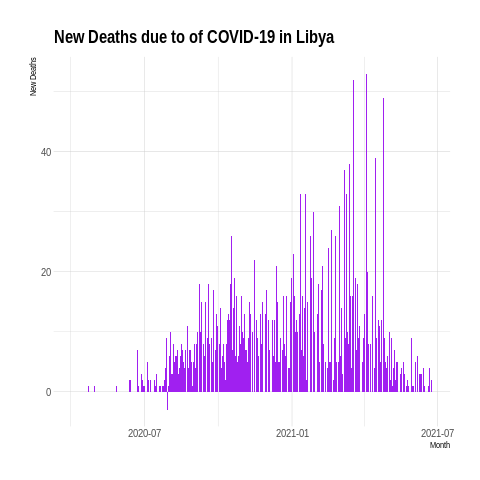 New Deaths due to of COVID-19 in Libya
New Deaths
40
20
0
2020-07
2021-01
2021-07
Month